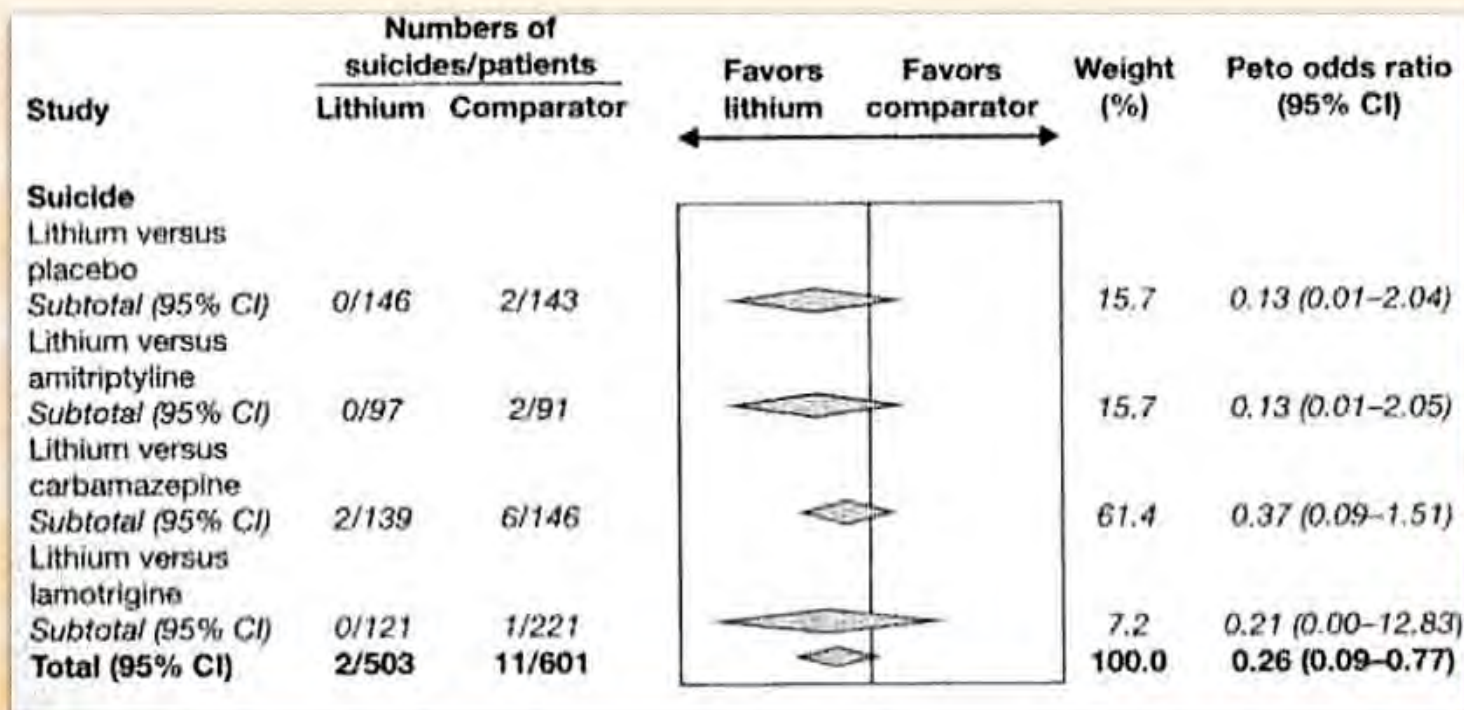 Numbers of
suicides/patients
Favors Favors Weight Peto odds ratio
Study Lithium Comparator lithium comparator (%) (95% CI)
Suicide
Lithium versus
placebo
Subtotal (95% CI) 0/146 2/143 15.7 0.13 (0.01–2.04)
Lithium versus
amitriptyline
Subtotal (95% CI) 0/97 2/91 15.7 0.13 (0.01–2.05)
Lithium versus
carbamazepine
Subtotal (95% CI) 2/139 6/146 61.4 0.37 (0.09–1.51)
Lithium versus
lamotrigine
Subtotal (95% CI) 0/121 1/221 7.2 0.21 (0.00–12.83)
Total (95% CI) 2/503 11/601 100.0 0.26 (0.09–0.77)